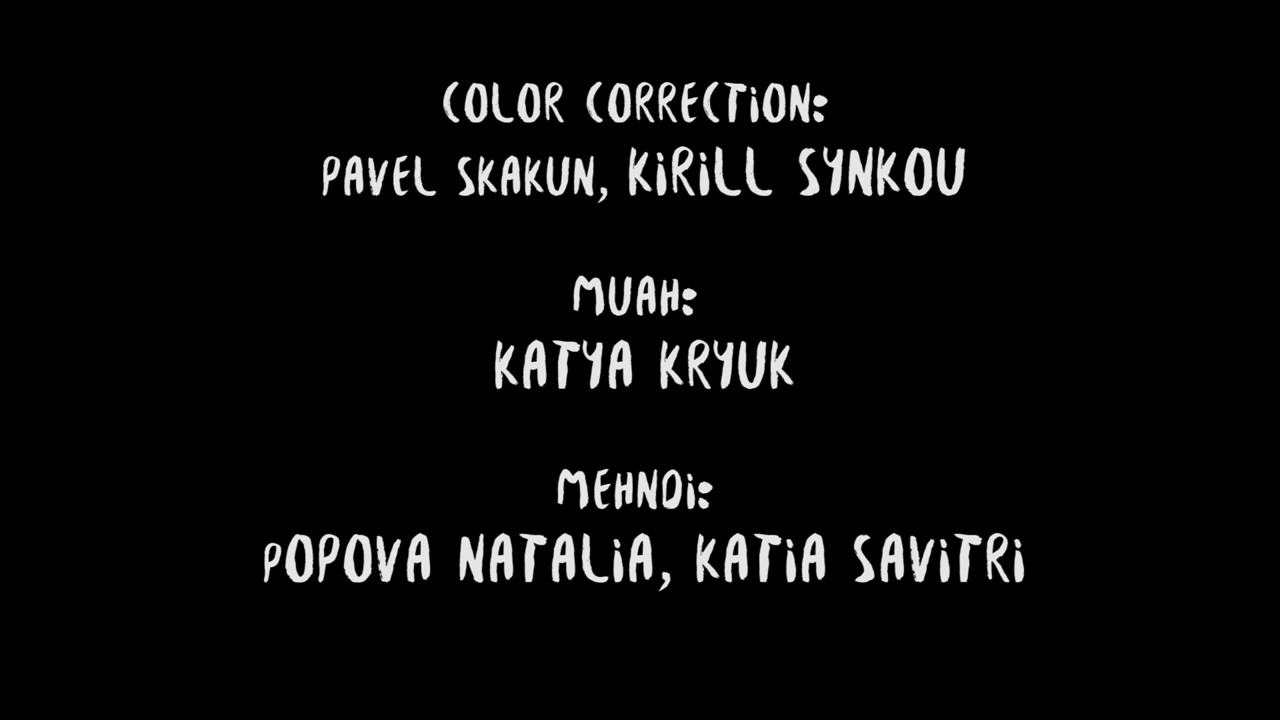 COLOR CORRECTION:
PAVEL SKAKUN, KiRiLL SYNKOU
MUAH:
KATYA KRYUK
MEHNDi:
POPOVA NATALiA, KATiA SAViTRi